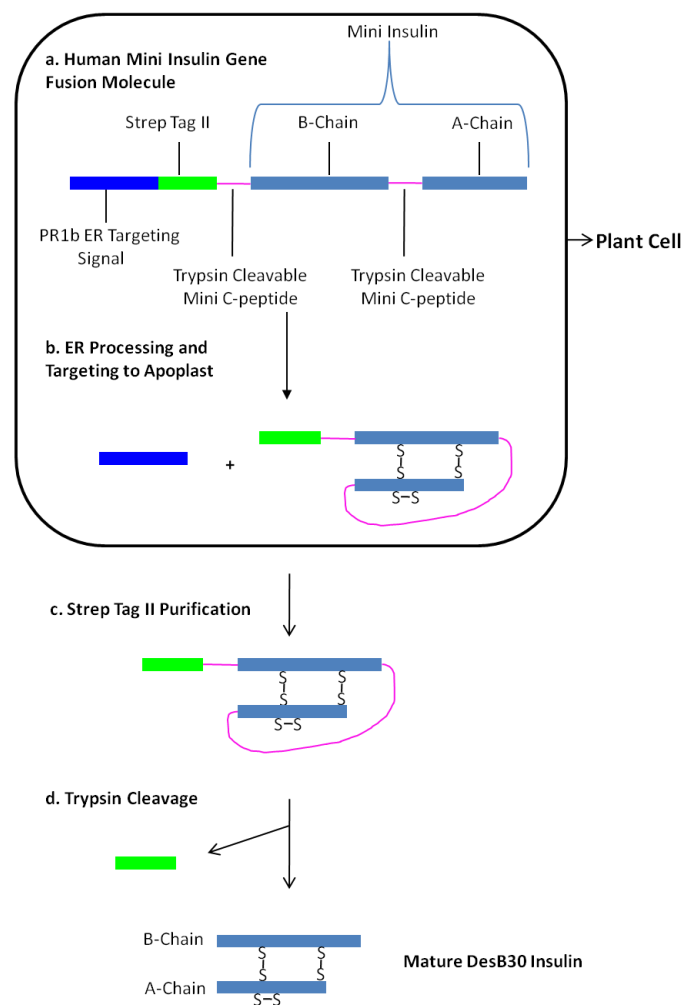 Mini Insulin
a. Human Mini Insulin Gene
Fusion Molecule
Strep Tag II
B-Chain
A-Chain
PR1b ER Targeting
Signal
Trypsin Cleavable
Mini C-peptide
Trypsin Cleavable
Mini C-peptide
Plant Cell
b. ER Processing and
Targeting to Apoplast
+
S
S
S
S
S–S
c. Strep Tag II Purification
S
S
S
S
S–S
d. Trypsin Cleavage
B-Chain
S
S
S
S
A-Chain
S–S
Mature DesB30 Insulin